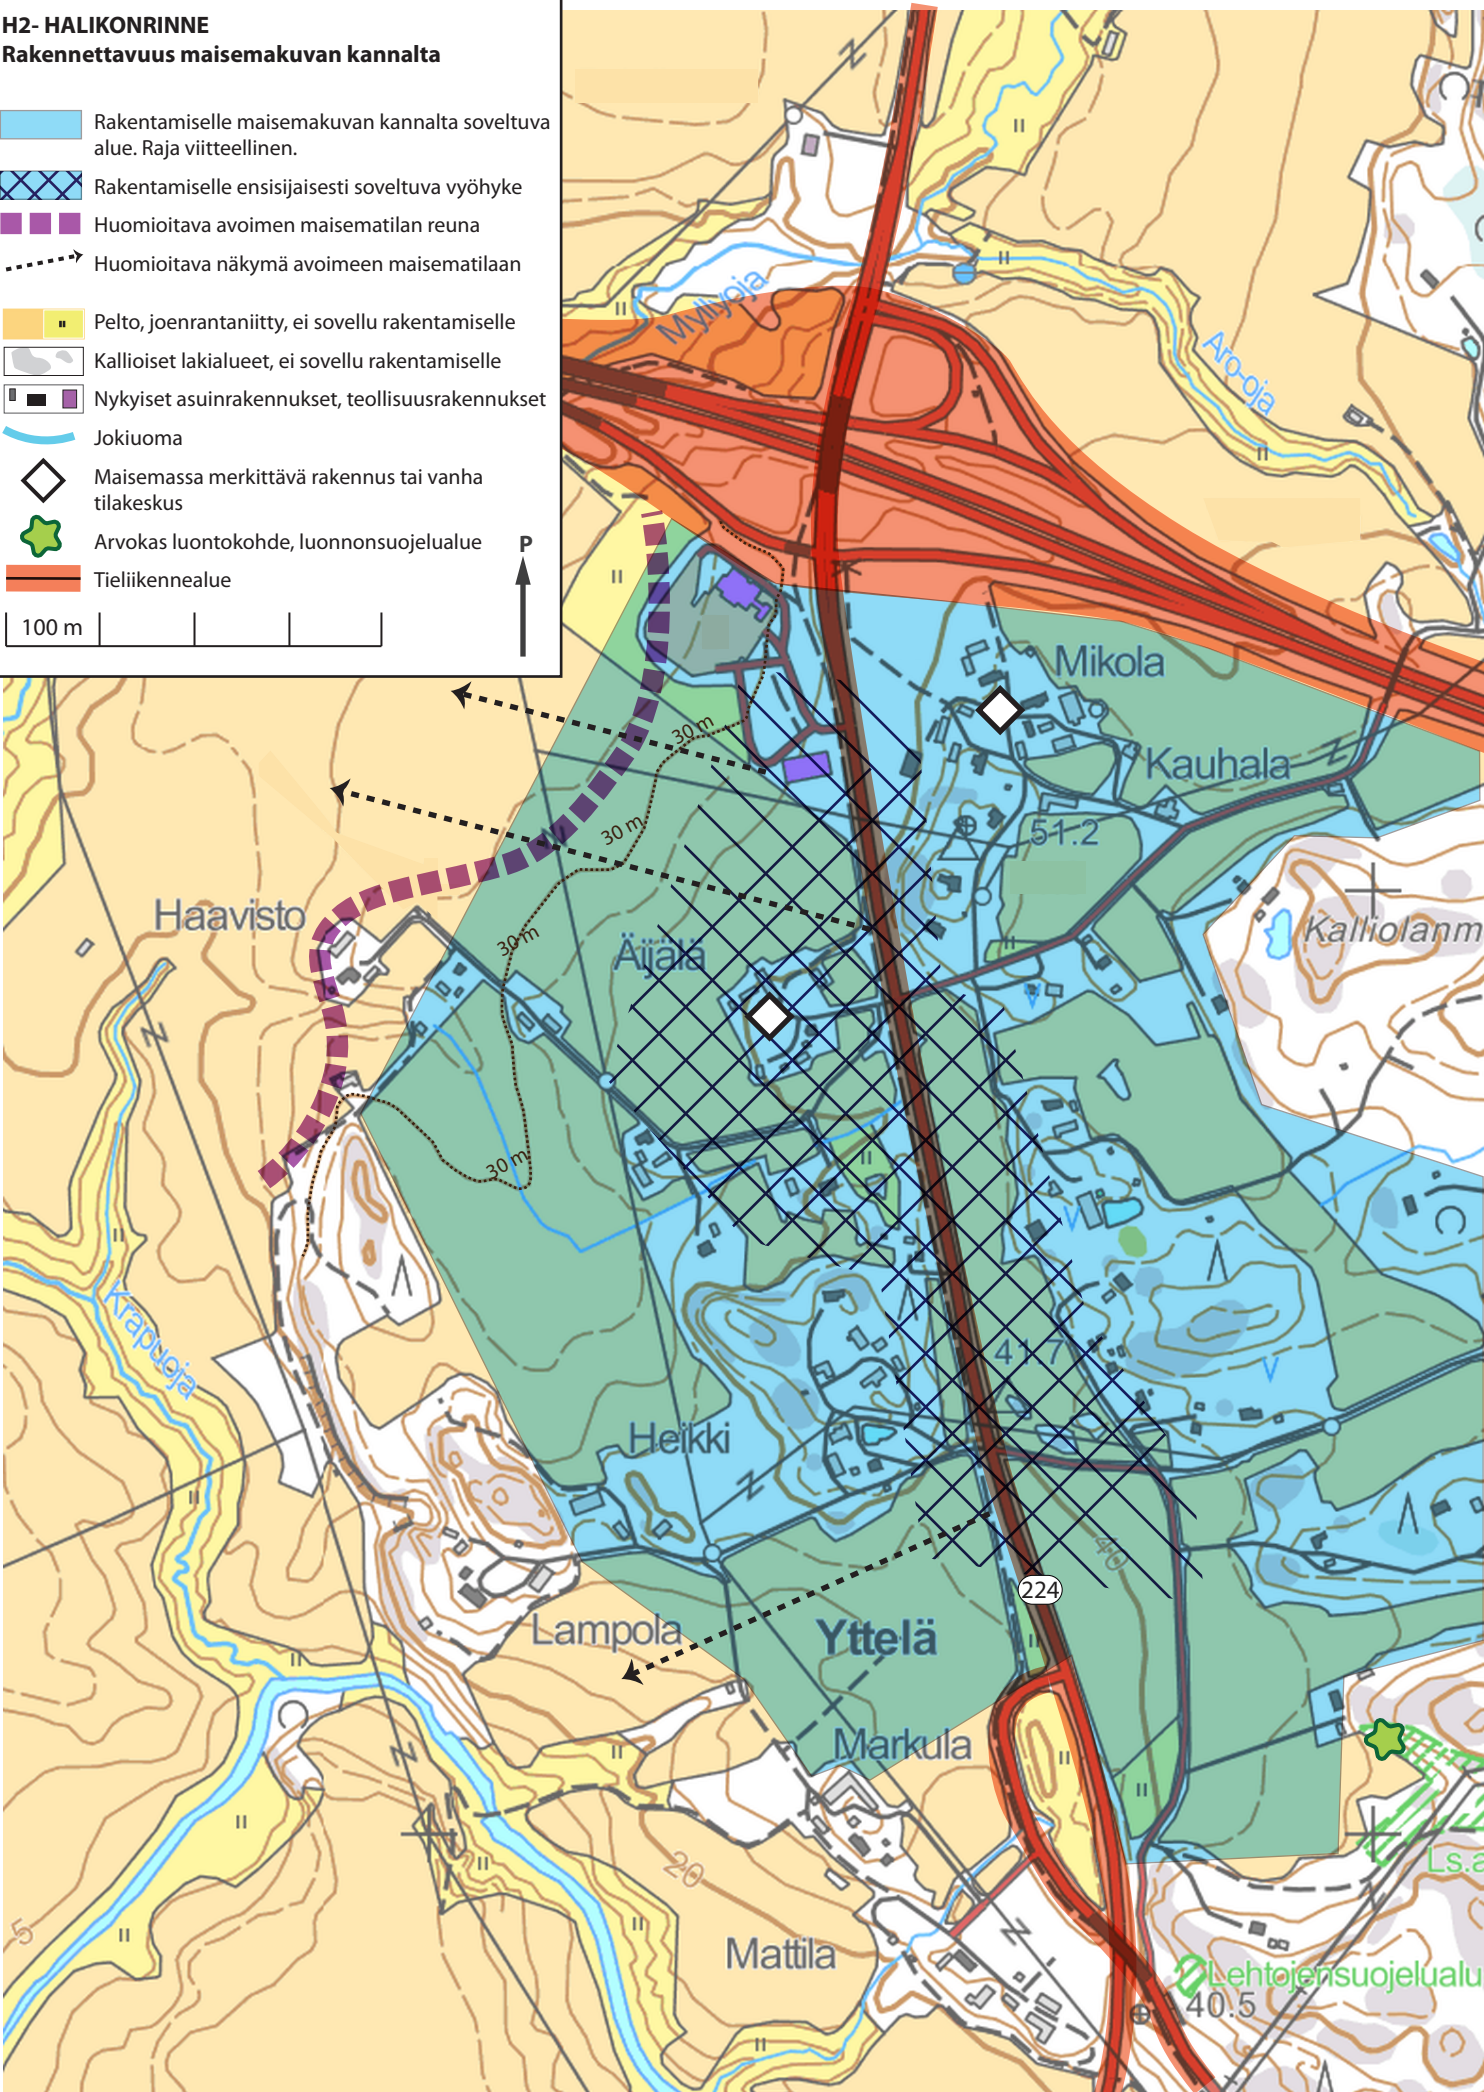 H2- HALIKONRINNE
Rakennettavuus maisemakuvan kannalta
Rakentamiselle maisemakuvan kannalta soveltuva
alue. Raja viitteellinen.
Rakentamiselle ensisijaisesti soveltuva vyöhyke
Huomioitava avoimen maisematilan reuna
Huomioitava näkymä avoimeen maisematilaan
Pelto, joenrantaniitty, ei sovellu rakentamiselle
Kallioiset lakialueet, ei sovellu rakentamiselle
Nykyiset asuinrakennukset, teollisuusrakennukset
Jokiuoma
Maisemassa merkittävä rakennus tai vanha
tilakeskus
Arvokas luontokohde, luonnonsuojelualue
P
Tieliikennealue
100 m
Myllyoja
Aro-oja
Mikola
Kauhala
30 m
51.2
30 m
Haavisto
30 m
Äijälä
Kalliolanm
30 m
Krapuoja
41.7
Heikki
40
224
Lampola
Yttelä
Markula
20
Ls.a
5
Mattila
Lehtojensuojelualu
40.5